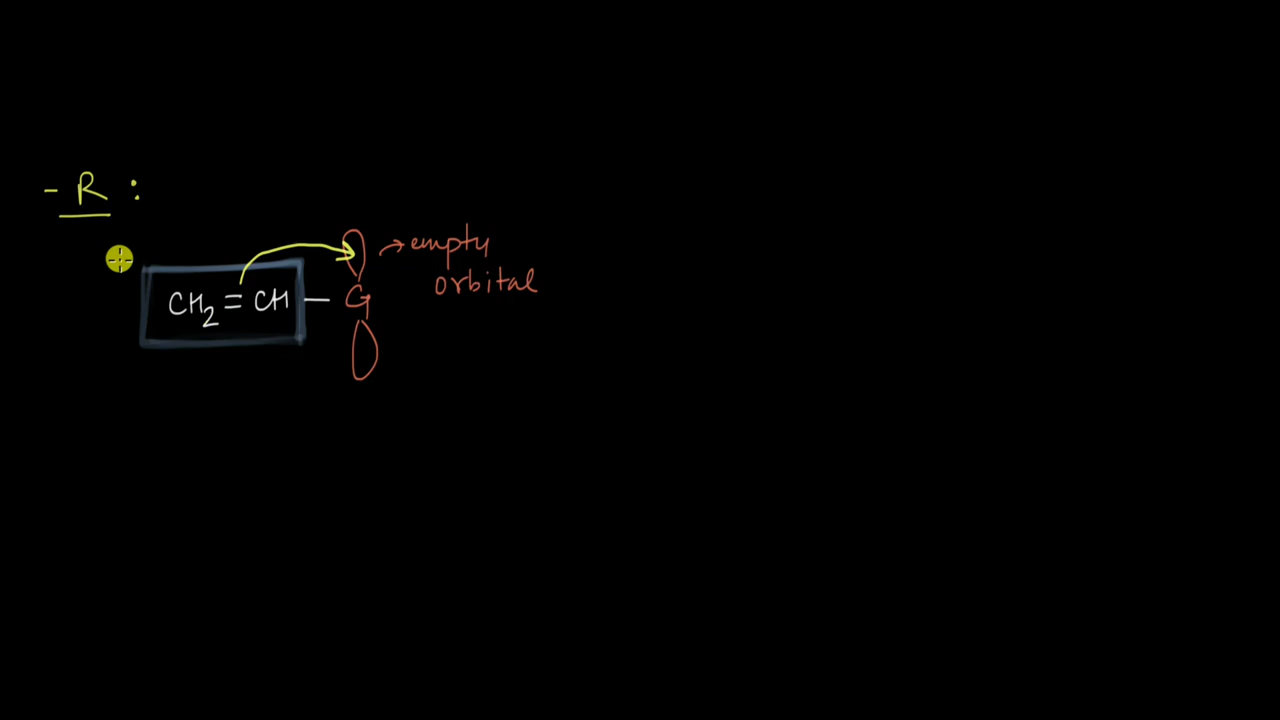 - R :
→ empty
orbital
CH₂ = CH — G